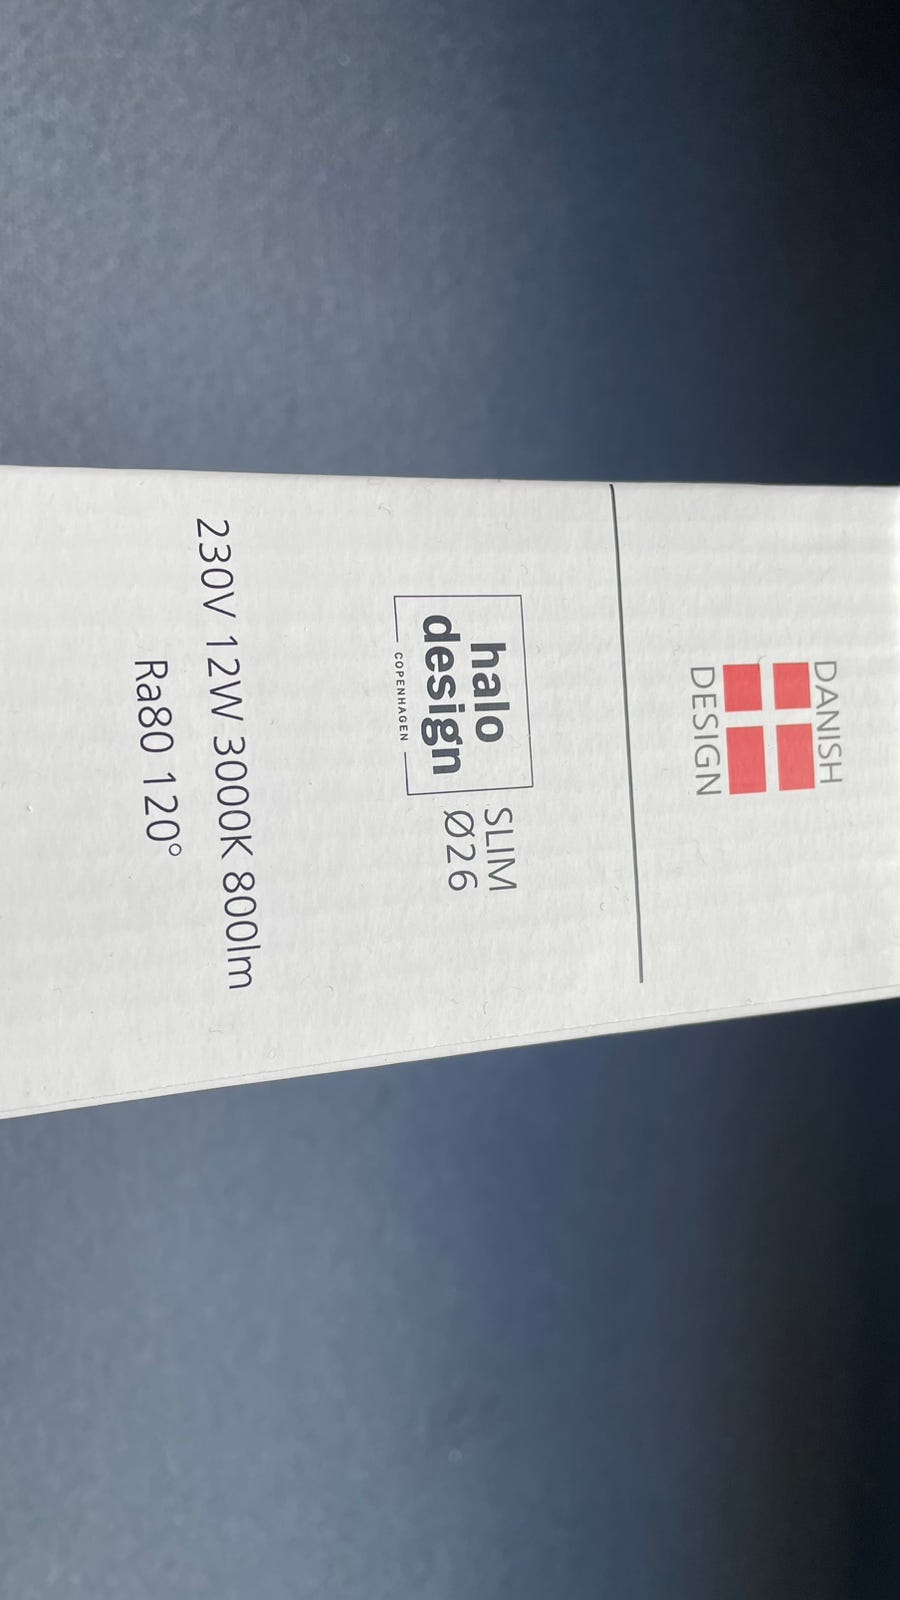 DANISH
DESIGN
halo
design
COPENHAGEN
SLIM
Ø26
230V 12W 3000K 800lm
Ra80 120°